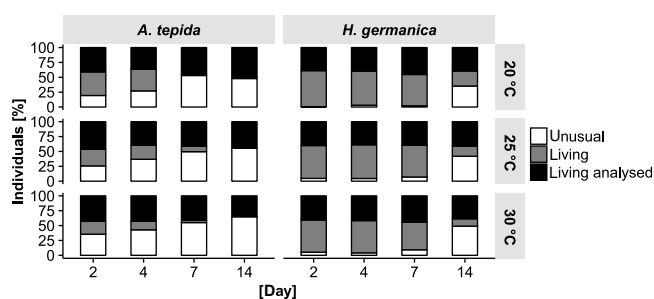 A. tepida H. germanica
100
75
50
25
0
20 °C
100
75
50
25
0
25 °C
100
75
50
25
0
30 °C
Individuals [%]
Unusual
Living
Living analysed
2 4 7 14 2 4 7 14
[Day]